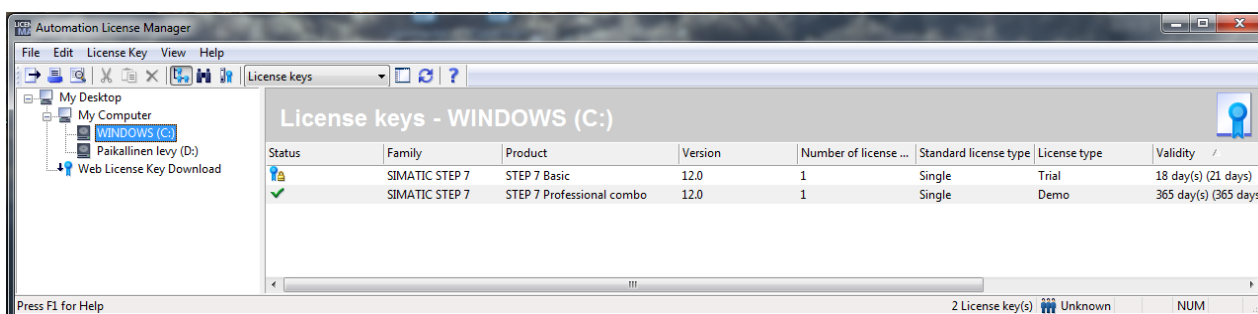 Automation License Manager
File Edit License Key View Help
License keys
My Desktop
My Computer
WINDOWS (C:)
Paikallinen levy (D:)
Web License Key Download
License keys - WINDOWS (C:)
Status Family Product Version Number of license ... Standard license type License type Validity
SIMATIC STEP 7 STEP 7 Basic 12.0 1 Single Trial 18 day(s) (21 days)
SIMATIC STEP 7 STEP 7 Professional combo 12.0 1 Single Demo 365 day(s) (365 days
Press F1 for Help 2 License key(s) Unknown NUM